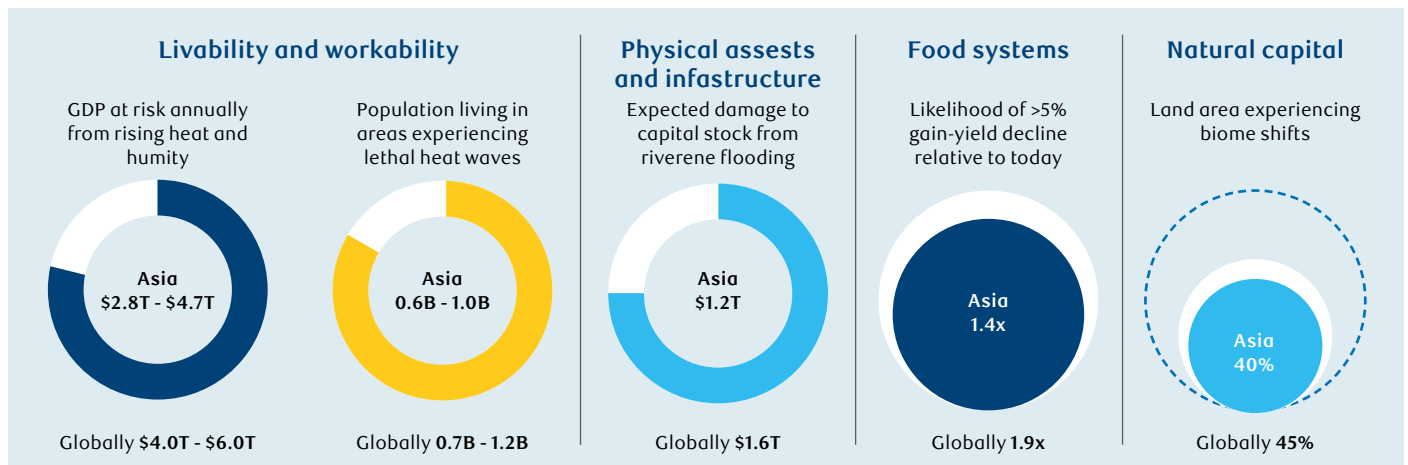 Livability and workability
GDP at risk annually
from rising heat and
humity
Asia
$2.8T - $4.7T
Globally $4.0T - $6.0T
Population living in
areas experiencing
lethal heat waves
Asia
0.6B - 1.0B
Globally 0.7B - 1.2B
Physical assests
and infastructure
Expected damage to
capital stock from
riverene flooding
Asia
$1.2T
Globally $1.6T
Food systems
Likelihood of >5%
gain-yield decline
relative to today
Asia
1.4x
Globally 1.9x
Natural capital
Land area experiencing
biome shifts
Asia
40%
Globally 45%